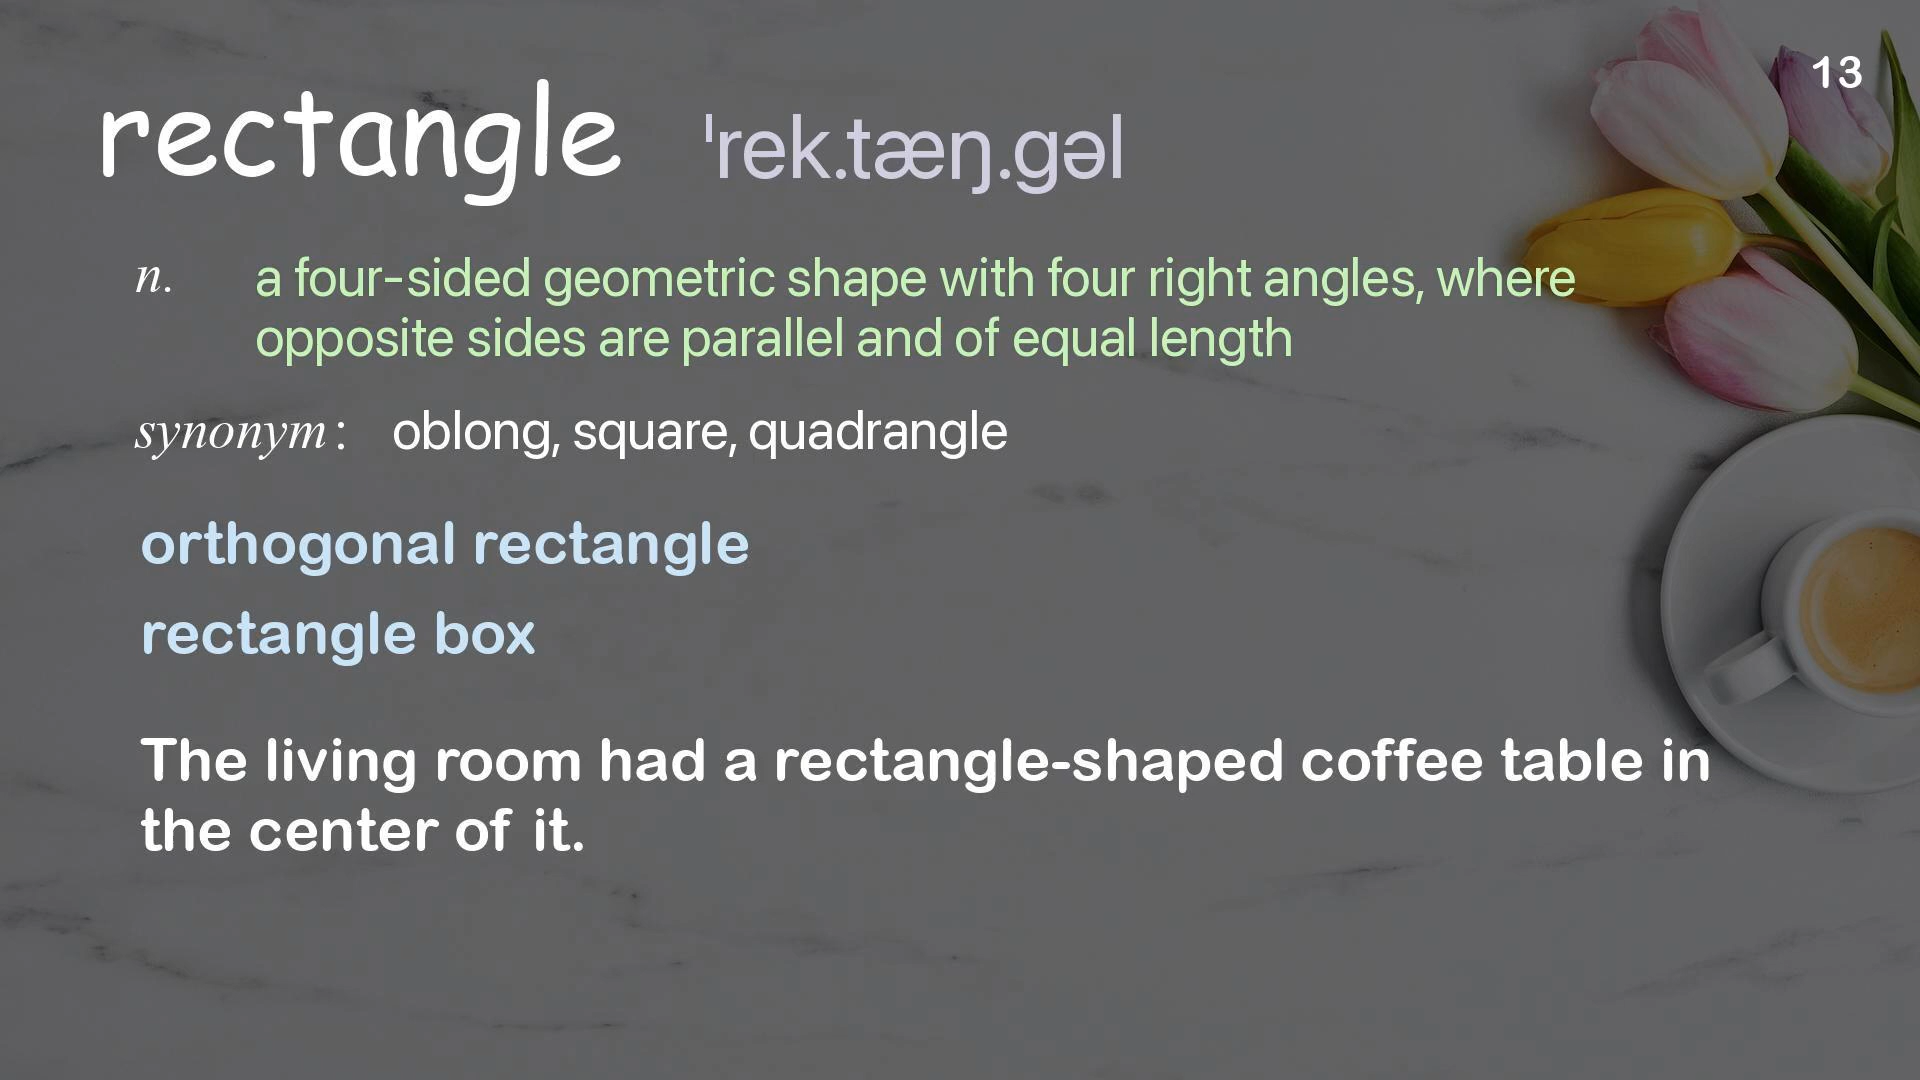 13
rectangle ˈrek.tæŋ.gəl
n. a four-sided geometric shape with four right angles, where
opposite sides are parallel and of equal length
synonym: oblong, square, quadrangle
orthogonal rectangle
rectangle box
The living room had a rectangle-shaped coffee table in
the center of it.